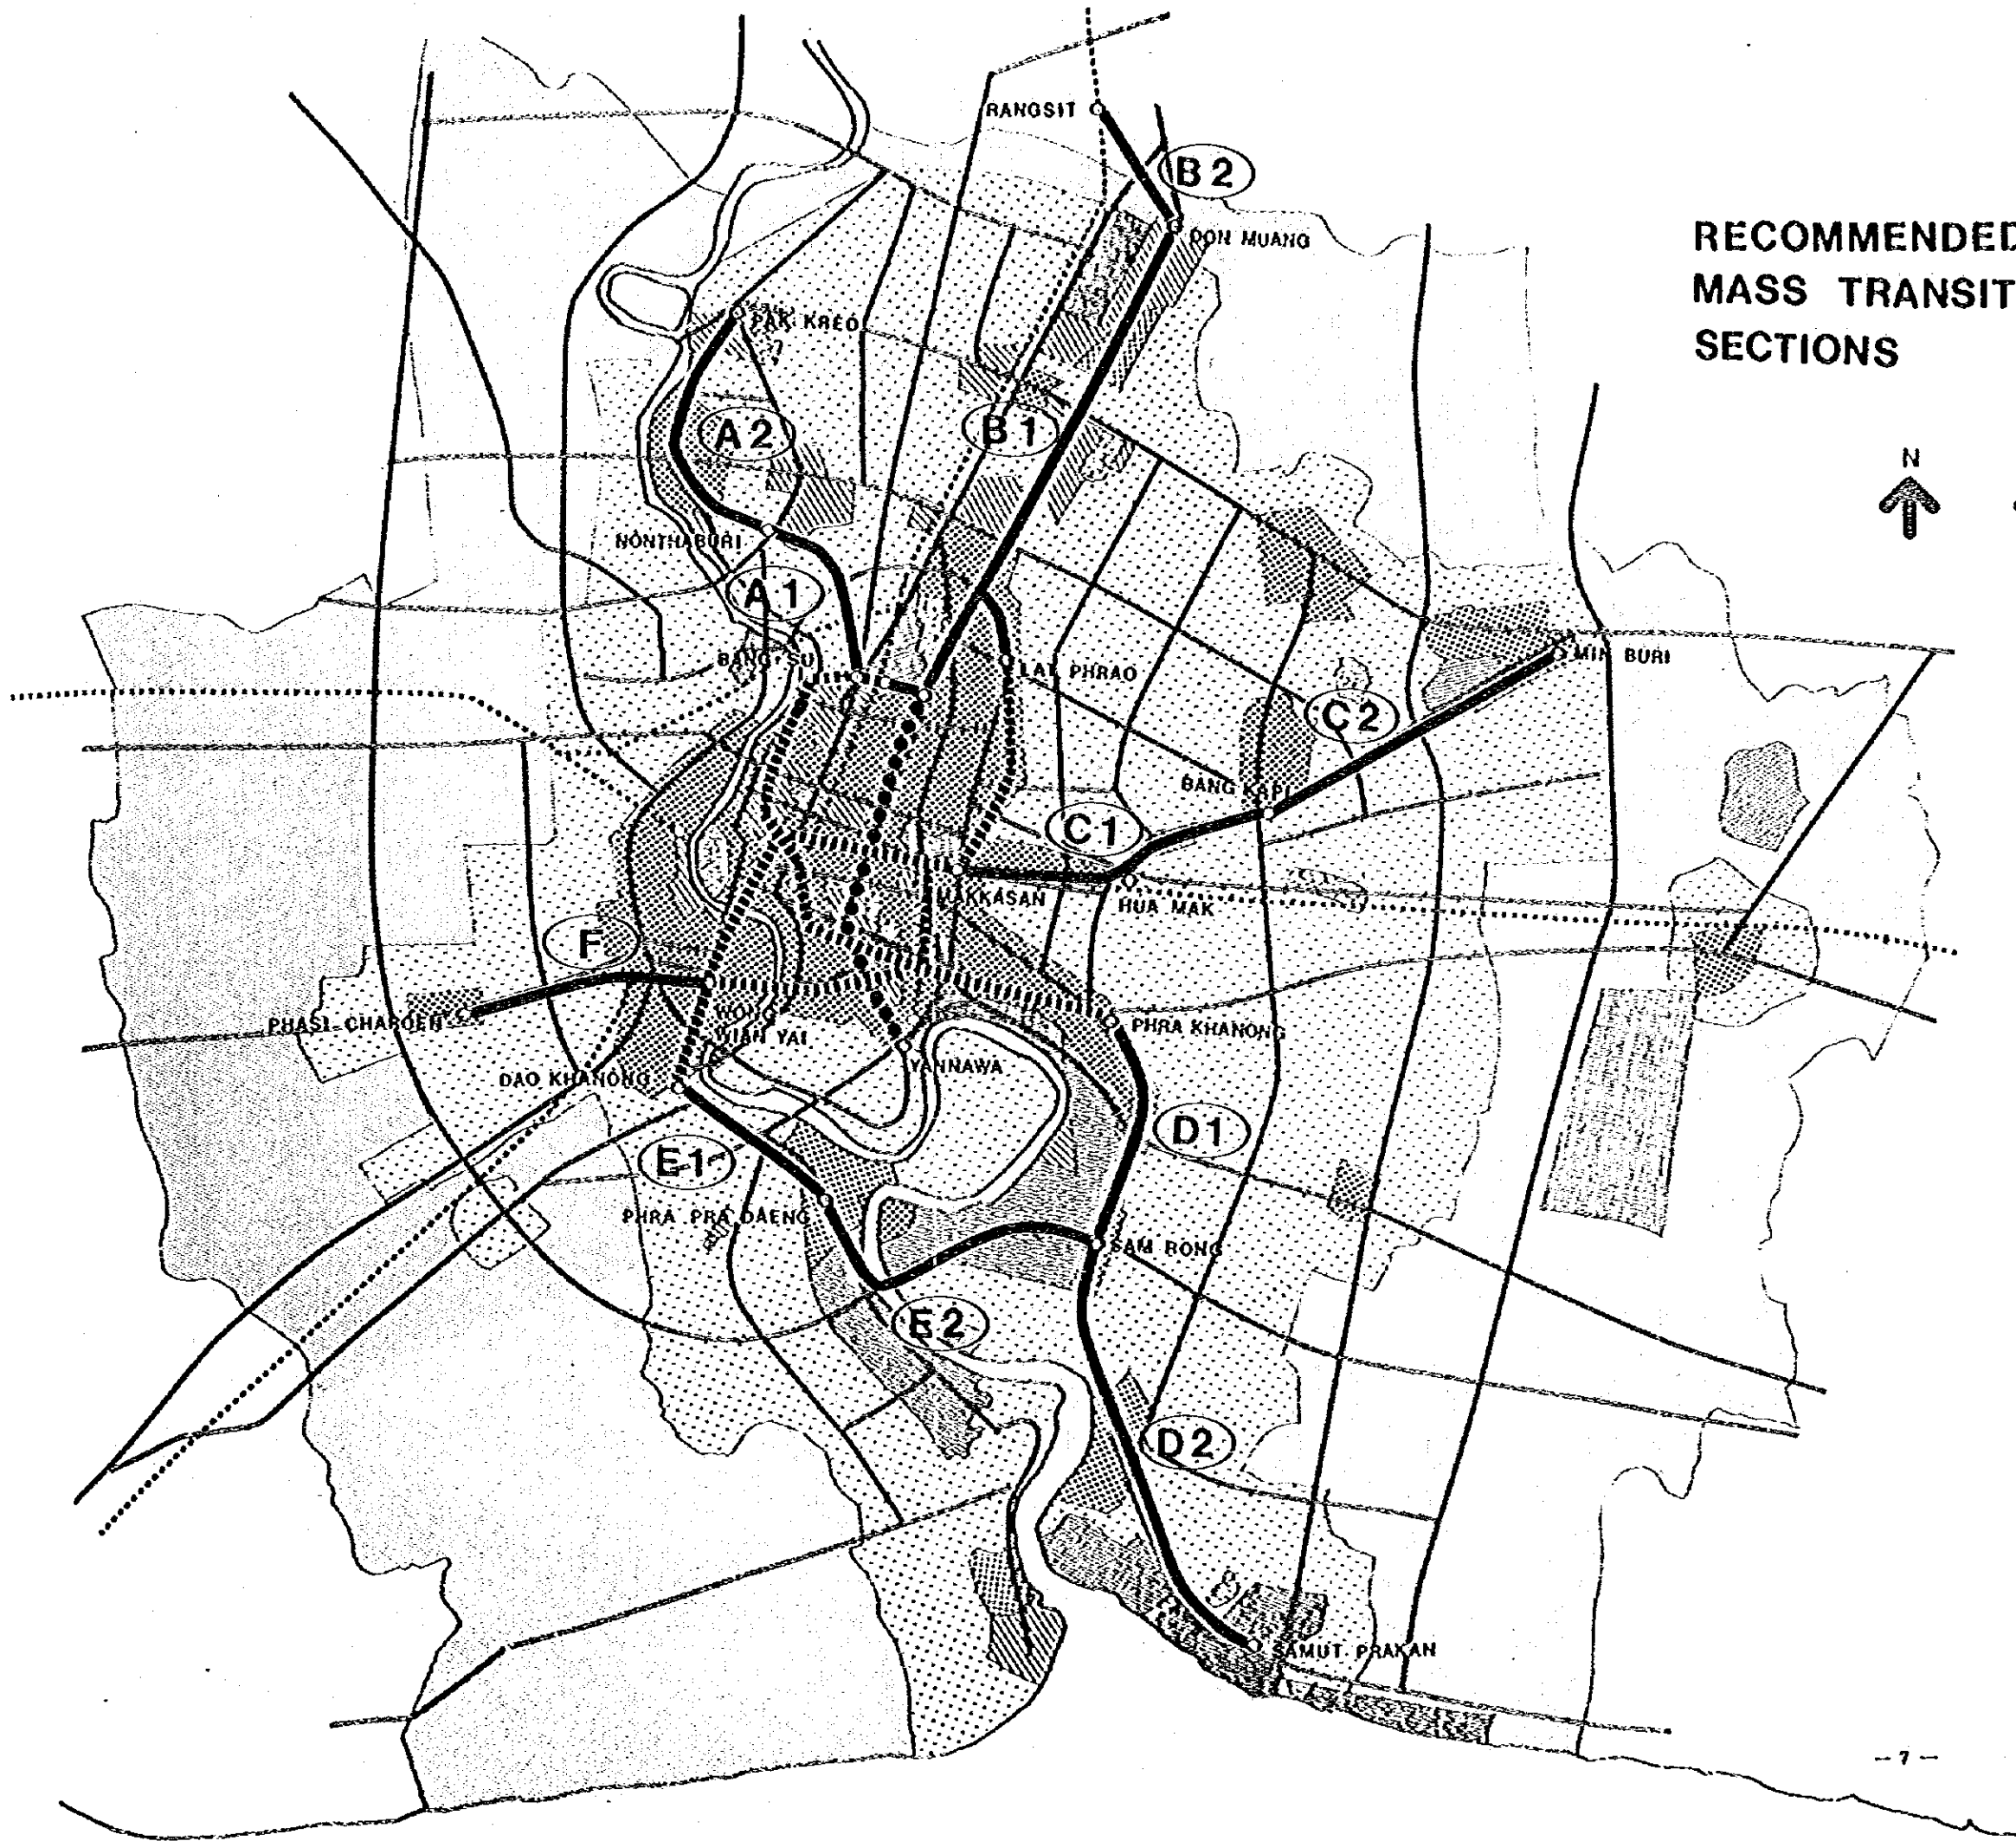 RANGSIT
B2
DON MUANG
RECOMMENDED
MASS TRANSIT
SECTIONS
PAK KREO
A2
B1
N
NONTHABURI
A1
BANG SU
LAT PHRAO
MIN BURI
C2
BANG KAPI
C1
MAKKASAN
HUA MAK
F
PHASI CHAROEN
WONG
WIAN YAI
PHRA KHANONG
DAO KHANONG
YANNAWA
D1
E1
PHRA PRA DAENG
SAM RONG
E2
D2
SAMUT PRAKAN
-- 7 --